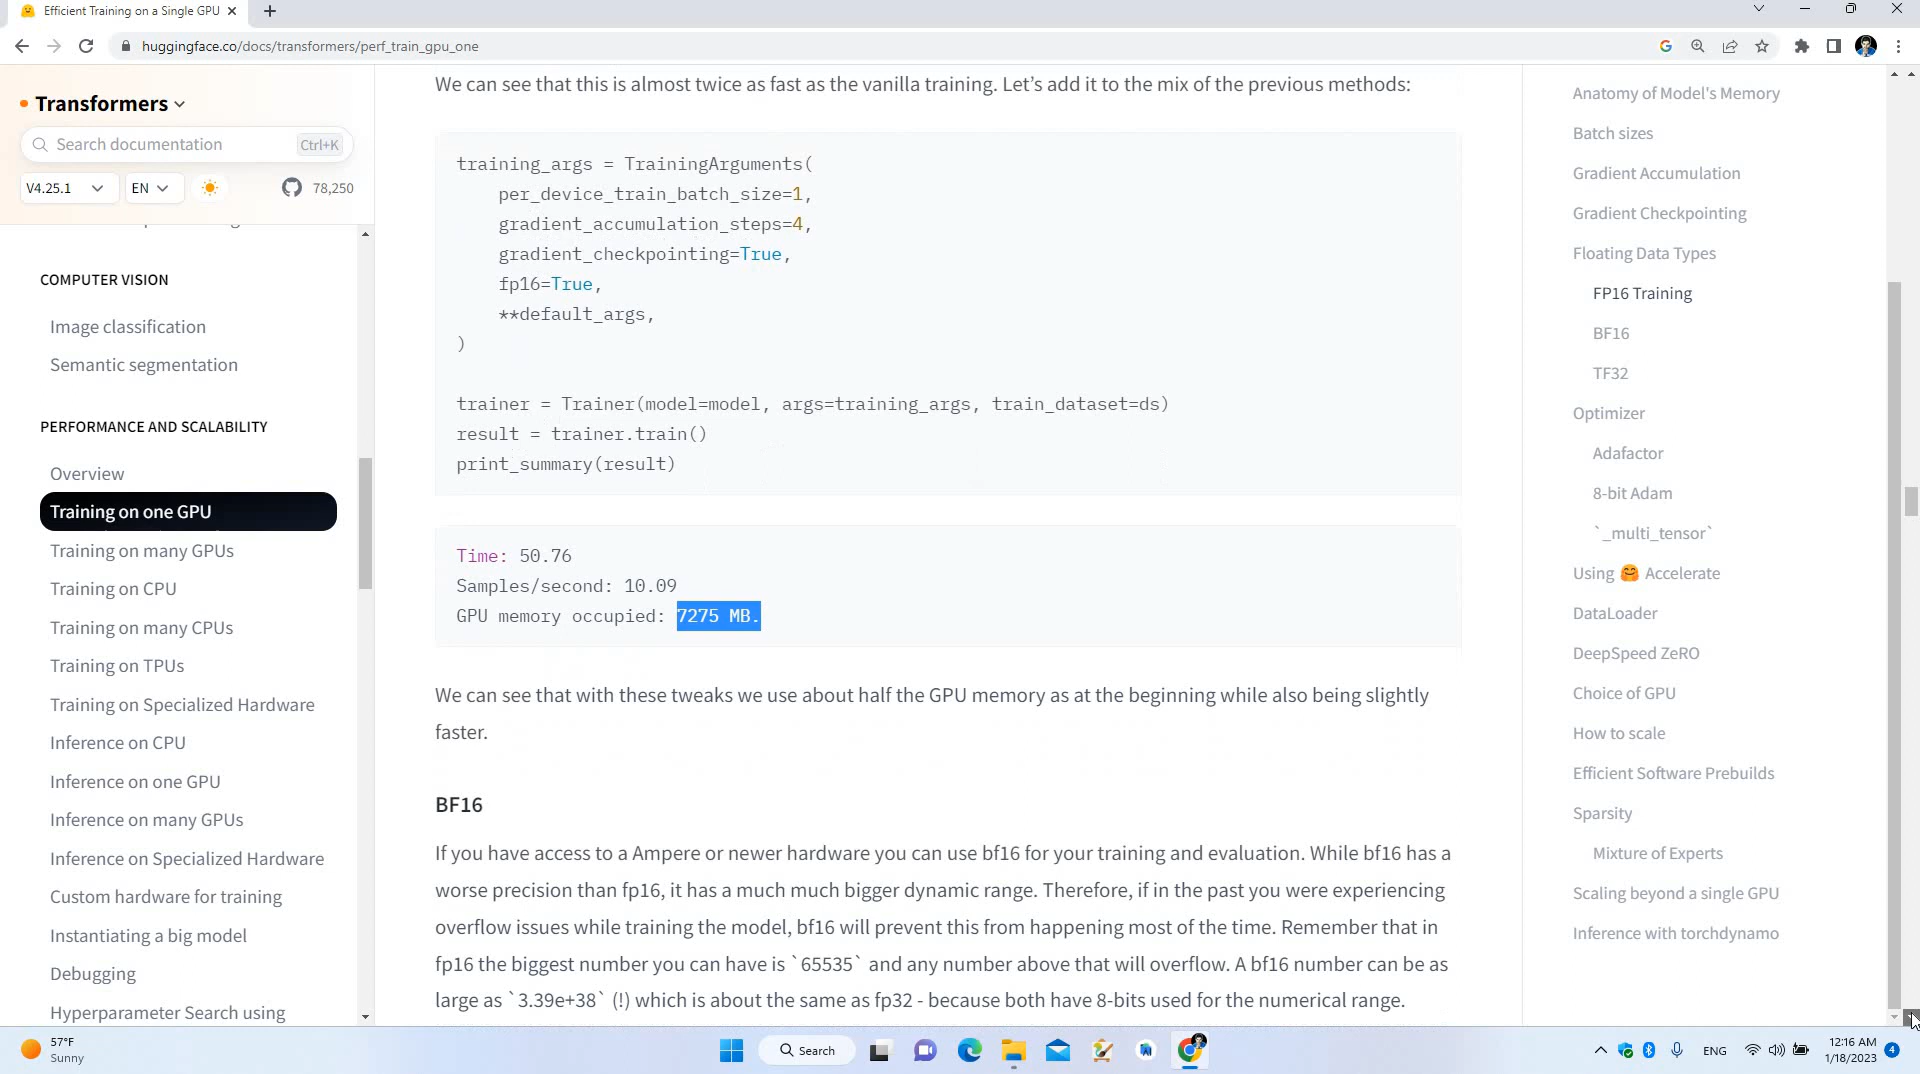 Efficient Training on a Single GPU
huggingface.co/docs/transformers/perf_train_gpu_one
Transformers
Search documentation Ctrl+K
V4.25.1 EN 78,250
COMPUTER VISION
Image classification
Semantic segmentation
PERFORMANCE AND SCALABILITY
Overview
Training on one GPU
Training on many GPUs
Training on CPU
Training on many CPUs
Training on TPUs
Training on Specialized Hardware
Inference on CPU
Inference on one GPU
Inference on many GPUs
Inference on Specialized Hardware
Custom hardware for training
Instantiating a big model
Debugging
Hyperparameter Search using
We can see that this is almost twice as fast as the vanilla training. Let’s add it to the mix of the previous methods:
training_args = TrainingArguments(
per_device_train_batch_size=1,
gradient_accumulation_steps=4,
gradient_checkpointing=True,
fp16=True,
**default_args,
)
trainer = Trainer(model=model, args=training_args, train_dataset=ds)
result = trainer.train()
print_summary(result)
Time: 50.76
Samples/second: 10.09
GPU memory occupied: 7275 MB.
We can see that with these tweaks we use about half the GPU memory as at the beginning while also being slightly
faster.
BF16
If you have access to a Ampere or newer hardware you can use bf16 for your training and evaluation. While bf16 has a
worse precision than fp16, it has a much much bigger dynamic range. Therefore, if in the past you were experiencing
overflow issues while training the model, bf16 will prevent this from happening most of the time. Remember that in
fp16 the biggest number you can have is `65535` and any number above that will overflow. A bf16 number can be as
large as `3.39e+38` (!) which is about the same as fp32 - because both have 8-bits used for the numerical range.
Anatomy of Model's Memory
Batch sizes
Gradient Accumulation
Gradient Checkpointing
Floating Data Types
FP16 Training
BF16
TF32
Optimizer
Adafactor
8-bit Adam
`_multi_tensor`
Using 🤗 Accelerate
DataLoader
DeepSpeed ZeRO
Choice of GPU
How to scale
Efficient Software Prebuilds
Sparsity
Mixture of Experts
Scaling beyond a single GPU
Inference with torchdynamo
57°F
Sunny
Search
ENG
12:16 AM
1/18/2023
4